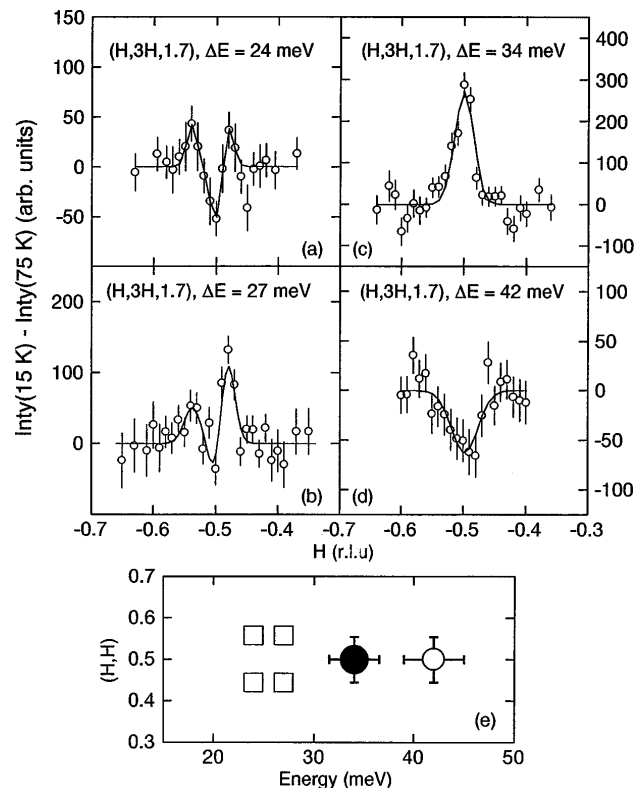 150
(H,3H,1.7), ΔE = 24 meV
100
50
0
-50
(a)
(H,3H,1.7), ΔE = 34 meV
400
300
200
100
0
-100
(c)
(H,3H,1.7), ΔE = 27 meV
200
100
0
(b)
(H,3H,1.7), ΔE = 42 meV
100
50
0
-50
-100
(d)
Inty(15 K) - Inty(75 K) (arb. units)
-0.7 -0.6 -0.5 -0.4 -0.7 -0.6 -0.5 -0.4 -0.3
H (r.l.u)
0.7
0.6
0.5
0.4
0.3
(H,H)
(e)
20 30 40 50
Energy (meV)